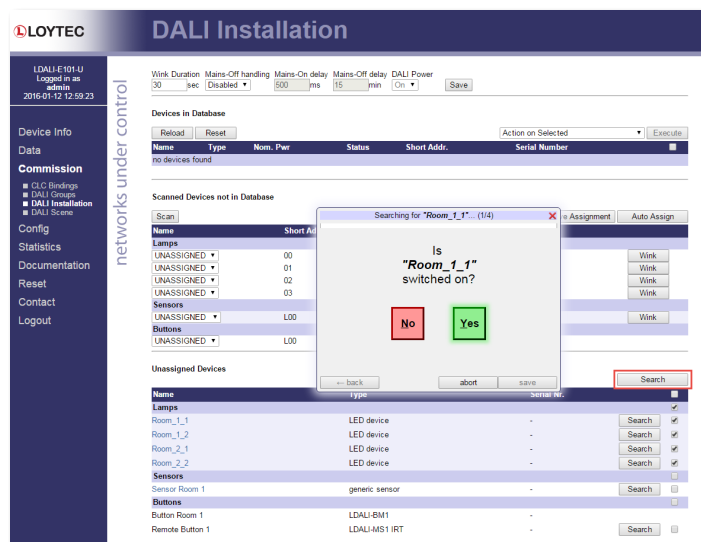 LOYTEC
DALI Installation
LDALI-E101-U
Logged in as
admin
2016-01-12 12:59:23
Device Info
Data
Commission
CLC Bindings
DALI Groups
DALI Installation
DALI Scene
Config
Statistics
Documentation
Reset
Contact
Logout
networks under control
Wink Duration Mains-Off handling Mains-On delay Mains-Off delay DALI Power
30 sec Disabled 500 ms 15 min On Save
Devices in Database
Reload Reset Action on Selected Execute
Name Type Nom. Pwr Status Short Addr. Serial Number
no devices found
Scanned Devices not in Database
Scan Assignment Auto Assign
Name Short Ad
Lamps
UNASSIGNED 00 Wink
UNASSIGNED 01 Wink
UNASSIGNED 02 Wink
UNASSIGNED 03 Wink
Sensors
UNASSIGNED L00 Wink
Buttons
UNASSIGNED L00
Searching for "Room_1_1"... (1/4)
Is
"Room_1_1"
switched on?
No Yes
← back abort save
Unassigned Devices
Search
Name Type Serial Nr.
Lamps
Room_1_1 LED device - Search
Room_1_2 LED device - Search
Room_2_1 LED device - Search
Room_2_2 LED device - Search
Sensors
Sensor Room 1 generic sensor - Search
Buttons
Button Room 1 LDALI-BM1 -
Remote Button 1 LDALI-MS1 IRT - Search